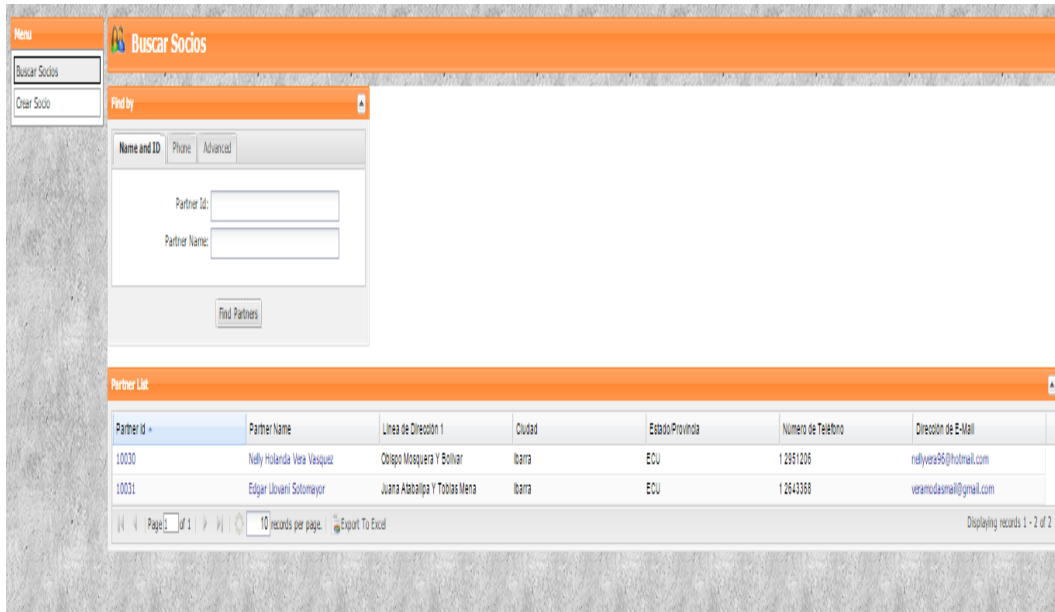 Menu
Buscar Socios
Crear Socio
Buscar Socios
Find by
Name and ID Phone Advanced
Partner Id:
Partner Name:
Find Partners
Partner List
Partner Id Partner Name Línea de Dirección 1 Ciudad Estado/Provincia Número de Teléfono Dirección de E-Mail
10030 Nelly Holanda Vera Vasquez Obispo Mosquera Y Bolivar Ibarra ECU 1 2951206 nellyvera96@hotmail.com
10031 Edgar Llovani Sotomayor Juana Atabalipa Y Tobias Mena Ibarra ECU 1 2643368 veramodasmail@gmail.com
Page 1 of 1 10 records per page. Export To Excel Displaying records 1 - 2 of 2